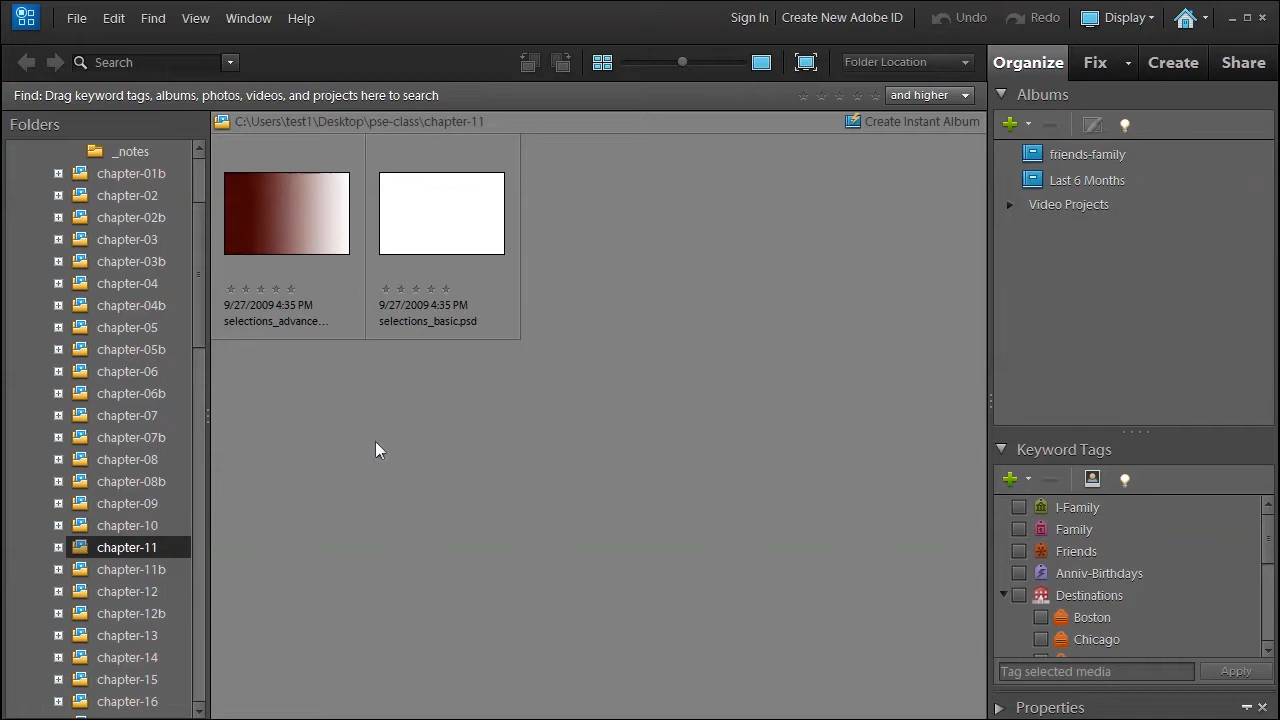 File Edit Find View Window Help
Sign In Create New Adobe ID Undo Redo Display
Search
Folder Location
Organize Fix Create Share
Find: Drag keyword tags, albums, photos, videos, and projects here to search
and higher
Albums
friends-family
Last 6 Months
Video Projects
Folders
_notes
chapter-01b
chapter-02
chapter-02b
chapter-03
chapter-03b
chapter-04
chapter-04b
chapter-05
chapter-05b
chapter-06
chapter-06b
chapter-07
chapter-07b
chapter-08
chapter-08b
chapter-09
chapter-10
chapter-11
chapter-11b
chapter-12
chapter-12b
chapter-13
chapter-14
chapter-15
chapter-16
C:\Users\test1\Desktop\pse-class\chapter-11
Create Instant Album
9/27/2009 4:35 PM
selections_advance...
9/27/2009 4:35 PM
selections_basic.psd
Keyword Tags
I-Family
Family
Friends
Anniv-Birthdays
Destinations
Boston
Chicago
Tag selected media
Apply
Properties